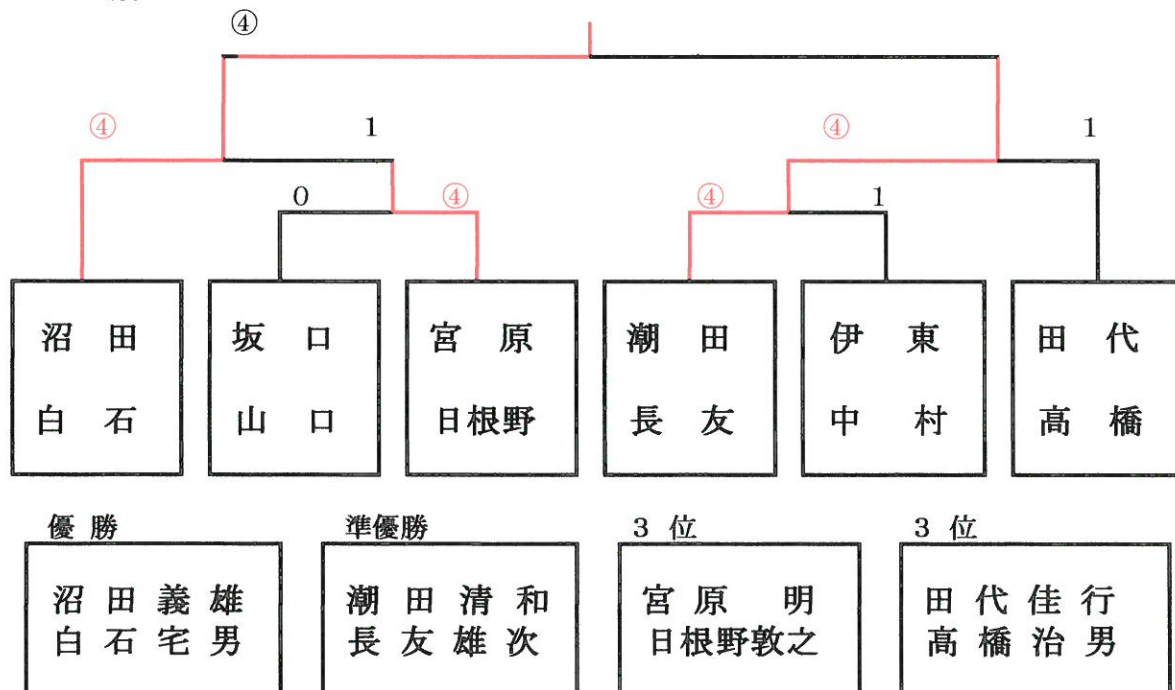 ④
④ 1 ④ 1
0 ④ ④ 1
沼田 坂口 宮原 潮田 伊東 田代
白石 山口 日根野 長友 中村 高橋
優勝 準優勝 3位 3位
沼田義雄 潮田清和 宮原 明 田代佳行
白石宅男 長友雄次 日根野敦之 高橋治男